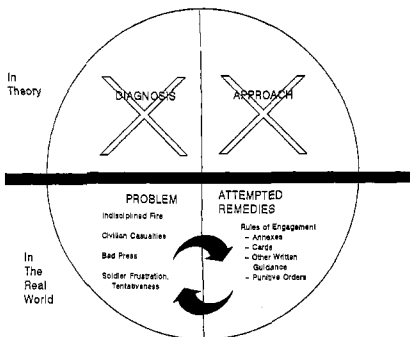 In
Theory
DIAGNOSIS
APPROACH
PROBLEM
Indisciplined Fire
Civilian Casualties
Bad Press
Soldier Frustration,
Tentativeness
ATTEMPTED
REMEDIES
Rules of Engagement
- Annexes
- Cards
- Other Written
Guidance
- Punitive Orders
In
The
Real
World